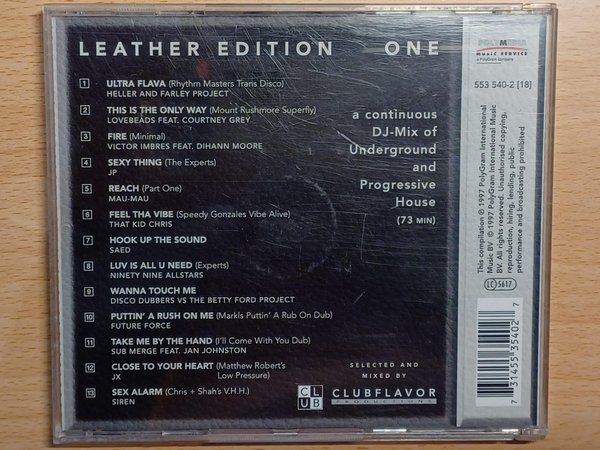 LEATHER EDITION ONE
1 ULTRA FLAVA (Rhythm Masters Trans Disco)
HELLER AND FARLEY PROJECT
2 THIS IS THE ONLY WAY (Mount Rushmore Superfly)
LOVEBEADS FEAT. COURTNEY GREY
3 FIRE (Minimal)
VICTOR IMBRES FEAT. DIHANN MOORE
4 SEXY THING (The Experts)
JP
5 REACH (Part One)
MAU-MAU
6 FEEL THA VIBE (Speedy Gonzales Vibe Alive)
THAT KID CHRIS
7 HOOK UP THE SOUND
SAED
8 LUV IS ALL U NEED (Experts)
NINETY NINE ALLSTARS
9 WANNA TOUCH ME
DISCO DUBBERS VS THE BETTY FORD PROJECT
10 PUTTIN' A RUSH ON ME (Markls Puttin' A Rub On Dub)
FUTURE FORCE
11 TAKE ME BY THE HAND (I'll Come With You Dub)
SUB MERGE FEAT. JAN JOHNSTON
12 CLOSE TO YOUR HEART (Matthew Robert's
JX Low Pressure)
13 SEX ALARM (Chris + Shah's V.H.H.)
SIREN
a continuous
DJ-Mix of
Underground
and
Progressive
House
(73 MIN)
SELECTED AND
MIXED BY
CLUB
CLUBFLAVOR
PRODUCTIONS
POLYMEDIA
MUSIC SERVICE
a PolyGram company
553 540-2 [18]
This compilation ℗ 1997 PolyGram International
Music BV © 1997 PolyGram International Music
BV. All rights reserved. Unauthorised copying,
reproduction, hiring, lending, public
performance and broadcasting prohibited
LC 5617
7 31455 35402 7